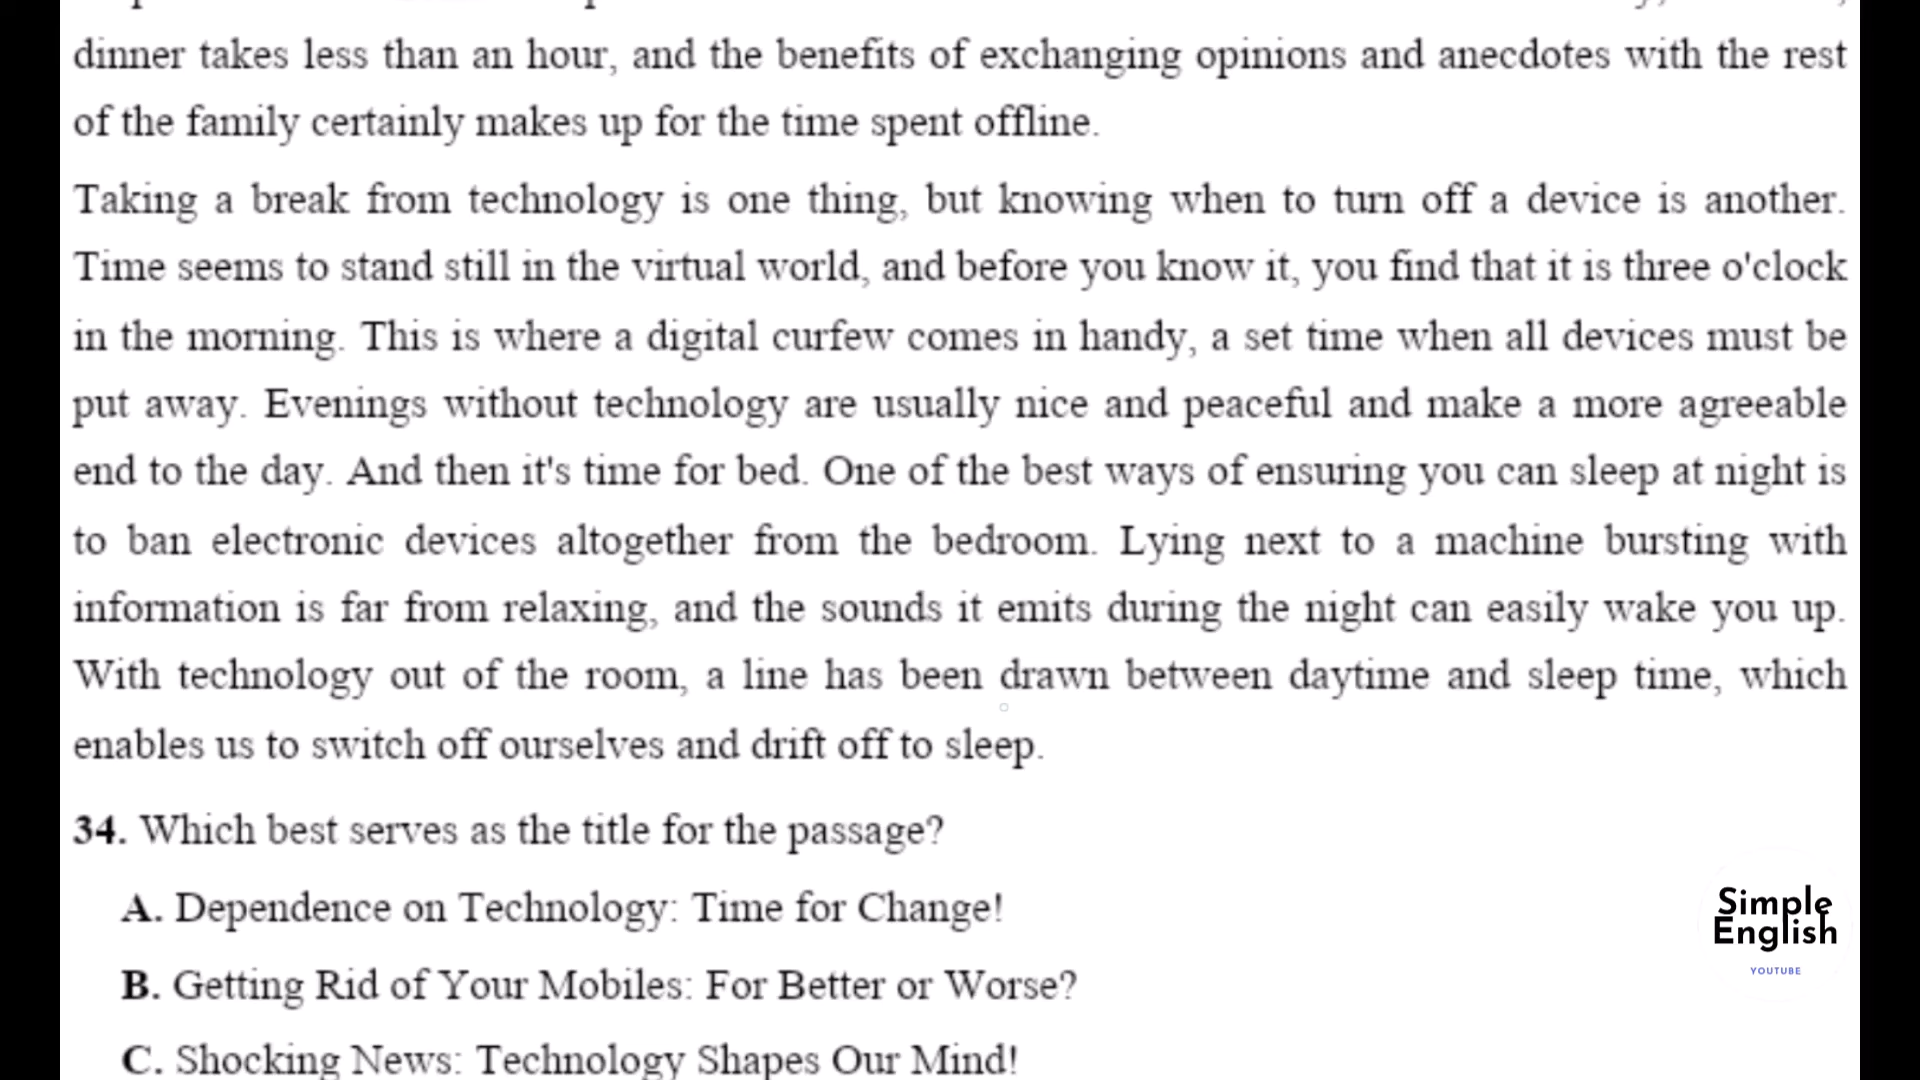 dinner takes less than an hour, and the benefits of exchanging opinions and anecdotes with the rest
of the family certainly makes up for the time spent offline.
Taking a break from technology is one thing, but knowing when to turn off a device is another.
Time seems to stand still in the virtual world, and before you know it, you find that it is three o'clock
in the morning. This is where a digital curfew comes in handy, a set time when all devices must be
put away. Evenings without technology are usually nice and peaceful and make a more agreeable
end to the day. And then it's time for bed. One of the best ways of ensuring you can sleep at night is
to ban electronic devices altogether from the bedroom. Lying next to a machine bursting with
information is far from relaxing, and the sounds it emits during the night can easily wake you up.
With technology out of the room, a line has been drawn between daytime and sleep time, which
enables us to switch off ourselves and drift off to sleep.
34. Which best serves as the title for the passage?
A. Dependence on Technology: Time for Change!
B. Getting Rid of Your Mobiles: For Better or Worse?
C. Shocking News: Technology Shapes Our Mind!
Simple
English
YOUTUBE